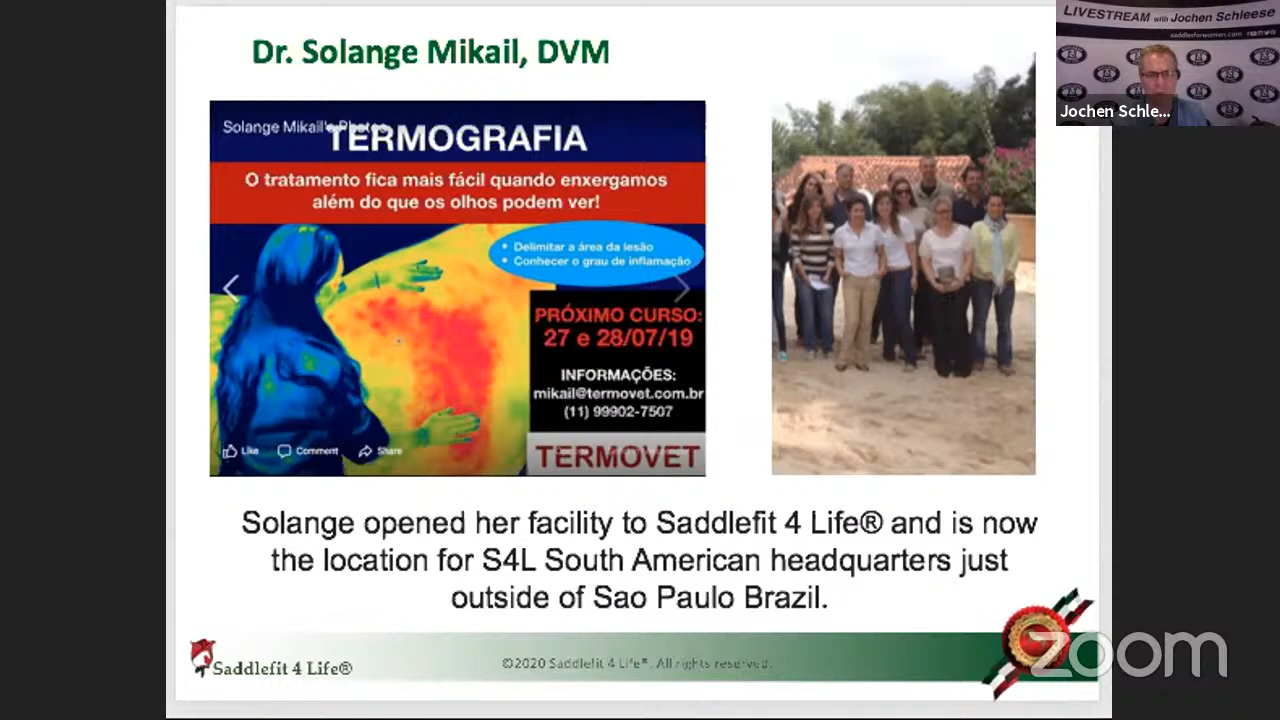 Dr. Solange Mikail, DVM
Solange Mikail's Photos
TERMOGRAFIA
O tratamento fica mais fácil quando enxergamos
além do que os olhos podem ver!
• Delimitar a área da lesão
• Conhecer o grau de inflamação
PRÓXIMO CURSO:
27 e 28/07/19
INFORMAÇÕES:
mikail@termovet.com.br
(11) 99902-7507
TERMOVET
Like
Comment
Share
LIVESTREAM with Jochen Schleese
saddlesforwomen.com
Jochen Schle...
Solange opened her facility to Saddlefit 4 Life® and is now
the location for S4L South American headquarters just
outside of Sao Paulo Brazil.
Saddlefit 4 Life®
©2020 Saddlefit 4 Life®. All rights reserved.
zoom